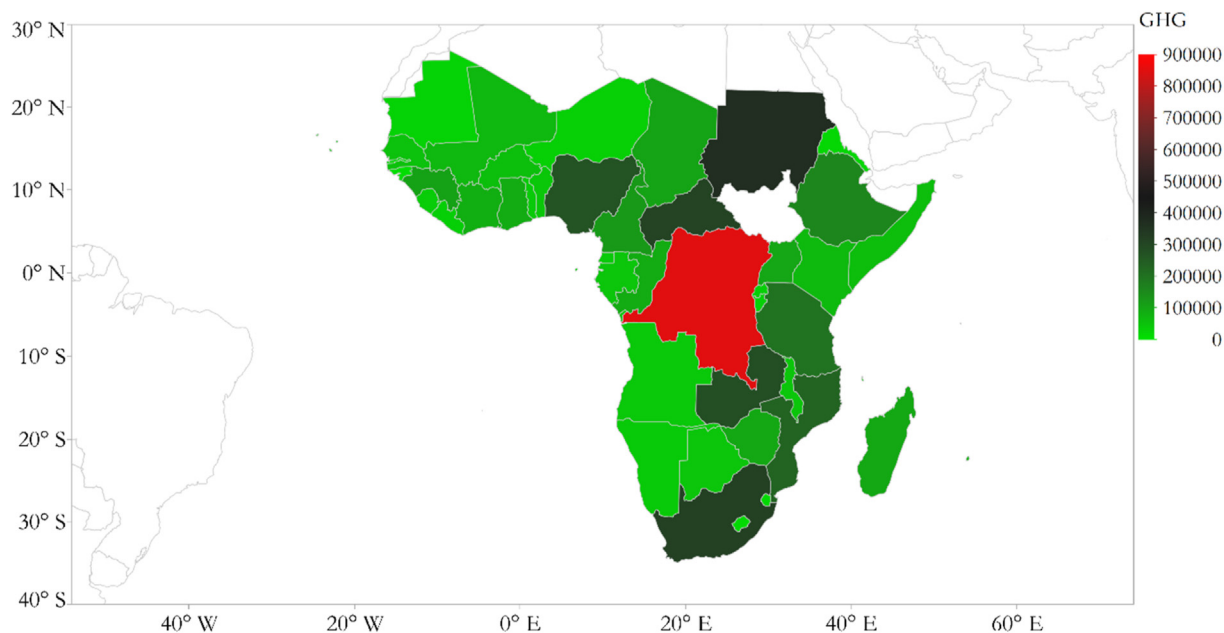 GHG
30° N
20° N
10° N
0° N
10° S
20° S
30° S
40° S
40° W
20° W
0° E
20° E
40° E
60° E
900000
800000
700000
600000
500000
400000
300000
200000
100000
0